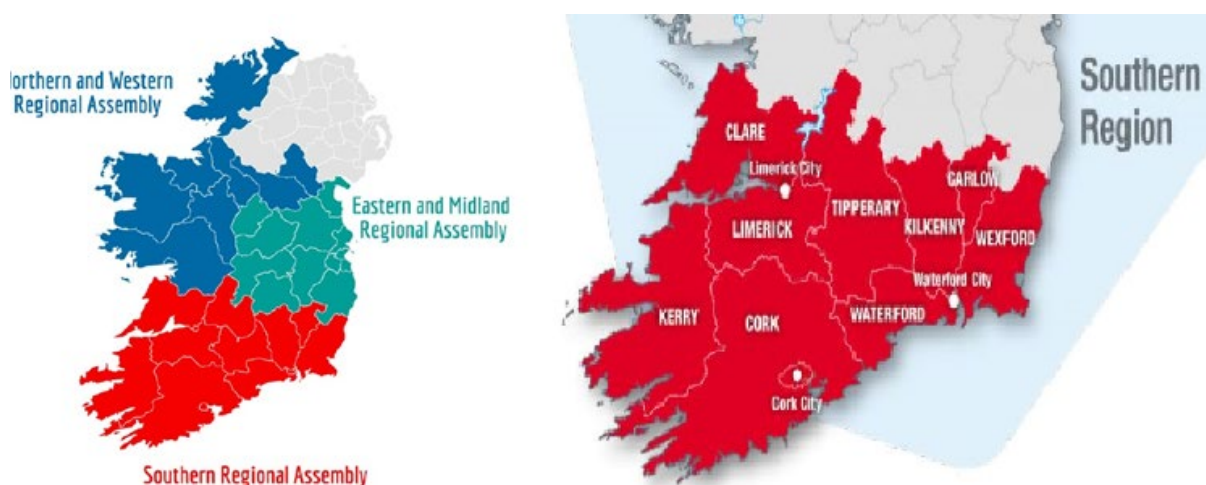 orthern and Western
Regional Assembly
Eastern and Midland
Regional Assembly
Southern Regional Assembly
Southern
Region
CLARE
Limerick City
CARLOW
TIPPERARY
LIMERICK
KILKENNY
WEXFORD
Waterford City
KERRY
CORK
WATERFORD
Cork City